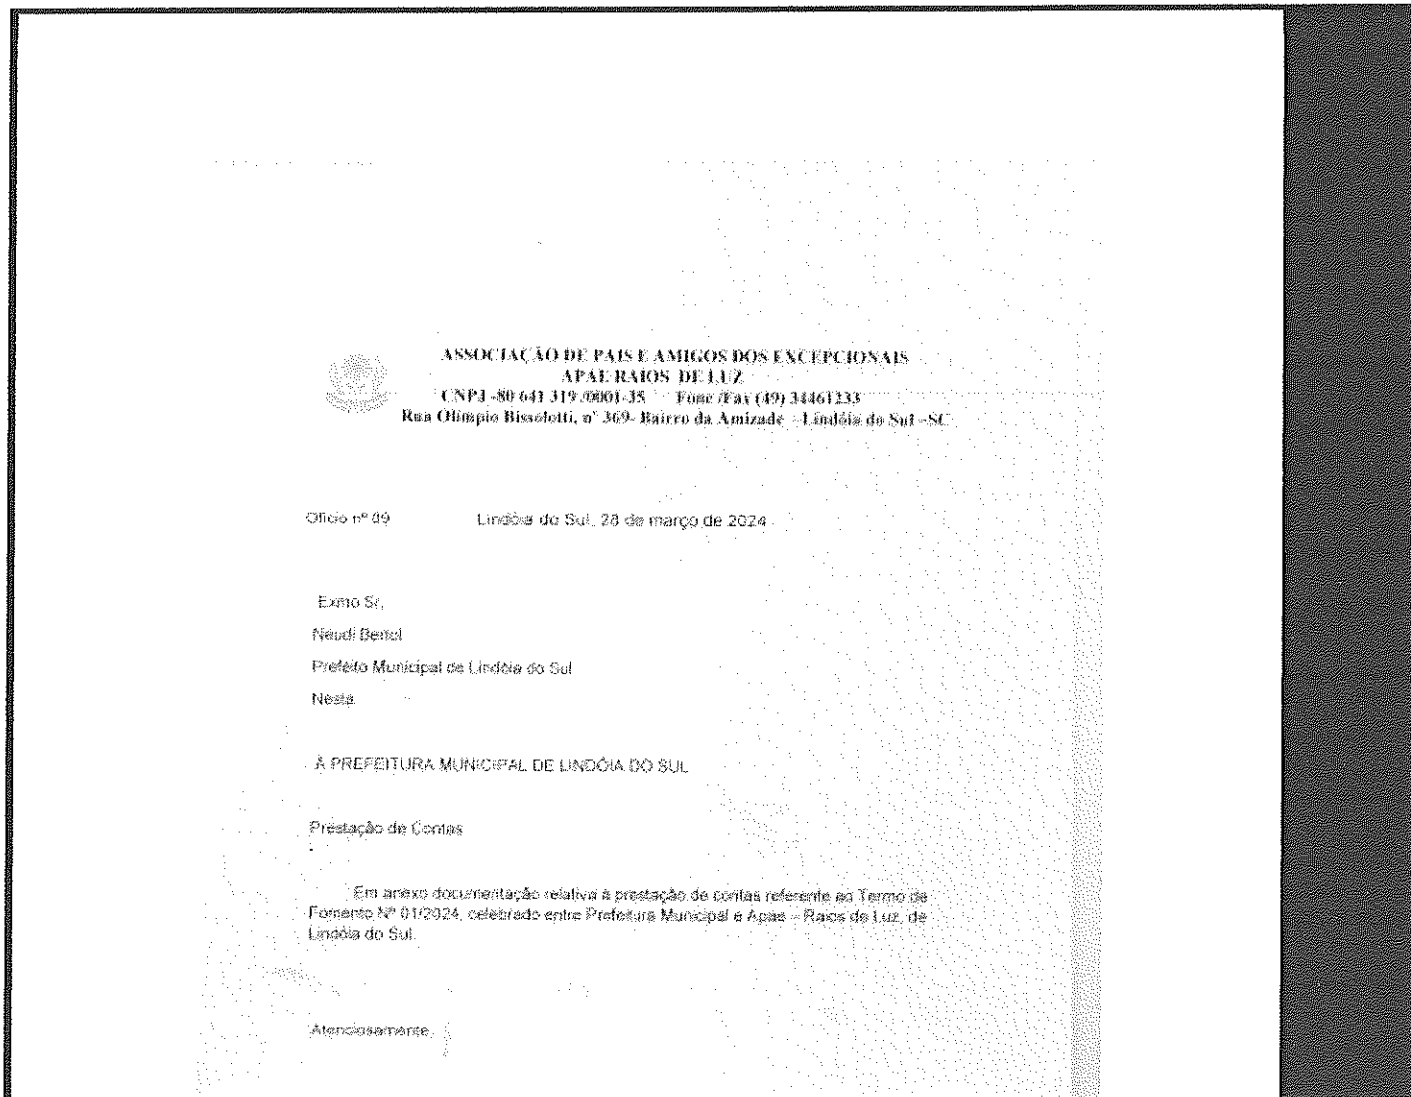 ASSOCIAÇÃO DE PAIS E AMIGOS DOS EXCEPCIONAIS
APAE RAIOS DE LUZ
CNPJ -80 641 319 /0001-35 Fone /Fax (49) 34461233
Rua Olímpio Bissolotti, nº 369- Bairro da Amizade – Lindóia do Sul –SC
Ofício nº 09 Lindóia do Sul, 28 de março de 2024
Exmo Sr,
Neudi
Prefeito Municipal de Lindóia do Sul
Nesta
À PREFEITURA MUNICIPAL DE LINDÓIA DO SUL
Prestação de Contas
Em anexo documentação relativa à prestação de contas referente ao Termo de
Fomento Nº 01/2024, celebrado entre Prefeitura Municipal e Apae – Raios de Luz, de
Lindóia do Sul.
Atenciosamente,